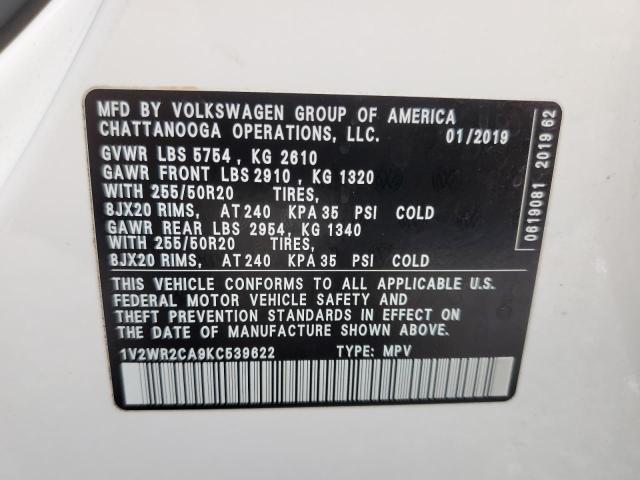 MFD BY VOLKSWAGEN GROUP OF AMERICA
CHATTANOOGA OPERATIONS, LLC. 01/2019
GVWR LBS 5754, KG 2610
GAWR FRONT LBS 2910, KG 1320
WITH 255/50R20 TIRES,
8JX20 RIMS, AT 240 KPA 35 PSI COLD
GAWR REAR LBS 2954, KG 1340
WITH 255/50R20 TIRES,
8JX20 RIMS, AT 240 KPA 35 PSI COLD
THIS VEHICLE CONFORMS TO ALL APPLICABLE U.S.
FEDERAL MOTOR VEHICLE SAFETY AND
THEFT PREVENTION STANDARDS IN EFFECT ON
THE DATE OF MANUFACTURE SHOWN ABOVE.
1V2WR2CA9KC539622 TYPE: MPV
0619081 2019 62